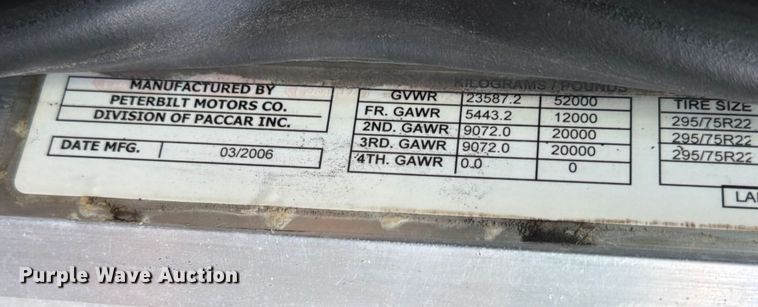 KILOGRAMS / POUNDS
MANUFACTURED BY
PETERBILT MOTORS CO.
DIVISION OF PACCAR INC.
DATE MFG. 03/2006
GVWR 23587.2 52000
FR. GAWR 5443.2 12000
2ND. GAWR 9072.0 20000
3RD. GAWR 9072.0 20000
4TH. GAWR 0.0 0
TIRE SIZE
295/75R22
295/75R22
295/75R22
Purple Wave Auction